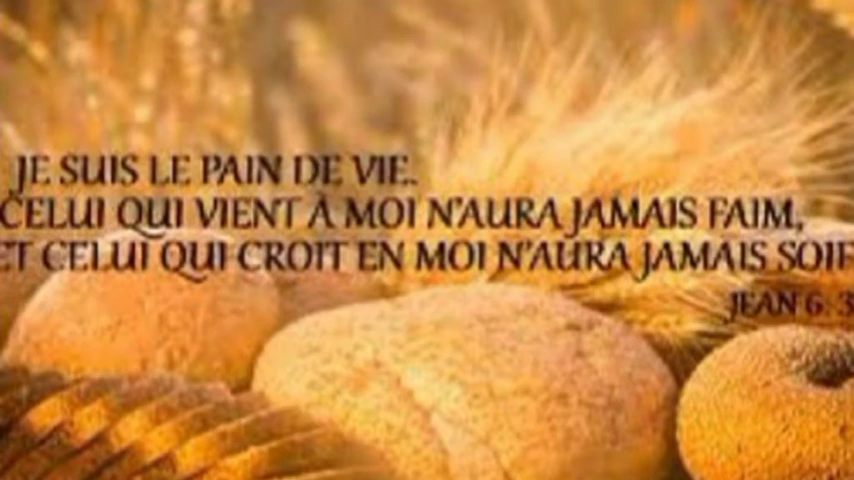 JE SUIS LE PAIN DE VIE.
CELUI QUI VIENT À MOI N'AURA JAMAIS FAIM,
ET CELUI QUI CROIT EN MOI N'AURA JAMAIS SOIF
JEAN 6: 3